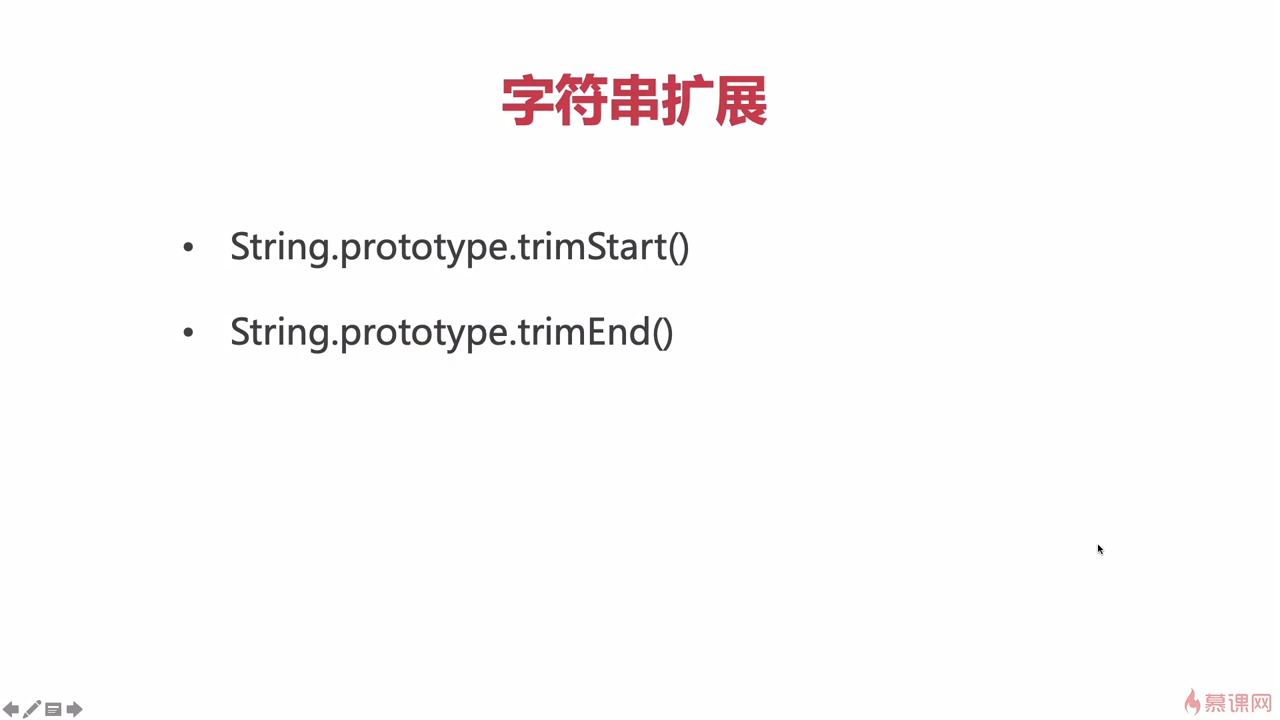 字符串扩展
• String.prototype.trimStart()
• String.prototype.trimEnd()
慕课网